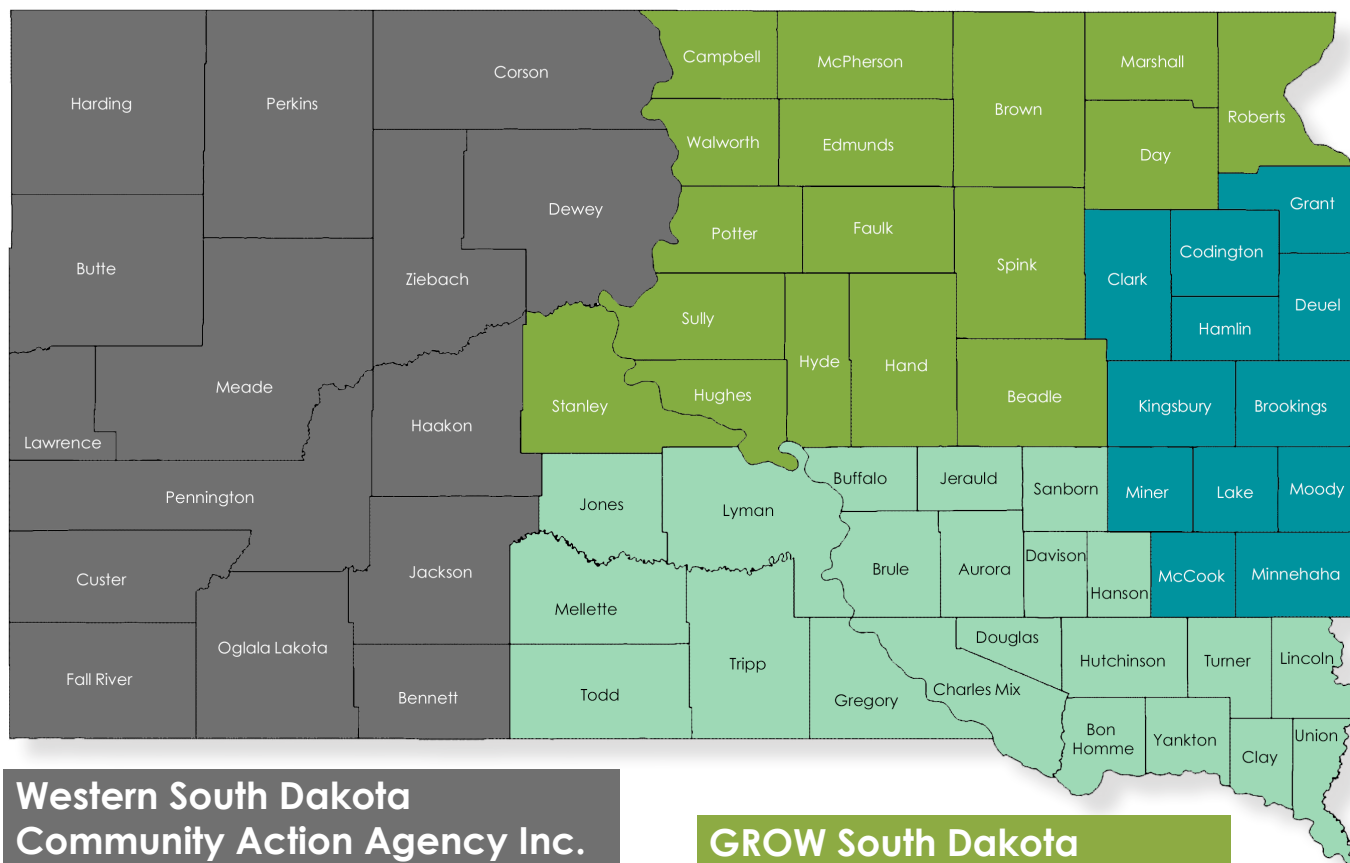 Harding
Perkins
Corson
Campbell
McPherson
Brown
Marshall
Roberts
Walworth
Edmunds
Day
Butte
Ziebach
Dewey
Potter
Faulk
Spink
Grant
Clark
Codington
Deuel
Hamlin
Sully
Hyde
Hand
Lawrence
Meade
Haakon
Stanley
Hughes
Beadle
Kingsbury
Brookings
Pennington
Jones
Lyman
Buffalo
Jerauld
Sanborn
Miner
Lake
Moody
Custer
Jackson
Mellette
Brule
Aurora
Davison
Hanson
McCook
Minnehaha
Fall River
Oglala Lakota
Bennett
Todd
Tripp
Gregory
Charles Mix
Douglas
Hutchinson
Turner
Lincoln
Bon
Homme
Yankton
Clay
Union
Western South Dakota
Community Action Agency Inc.
GROW South Dakota